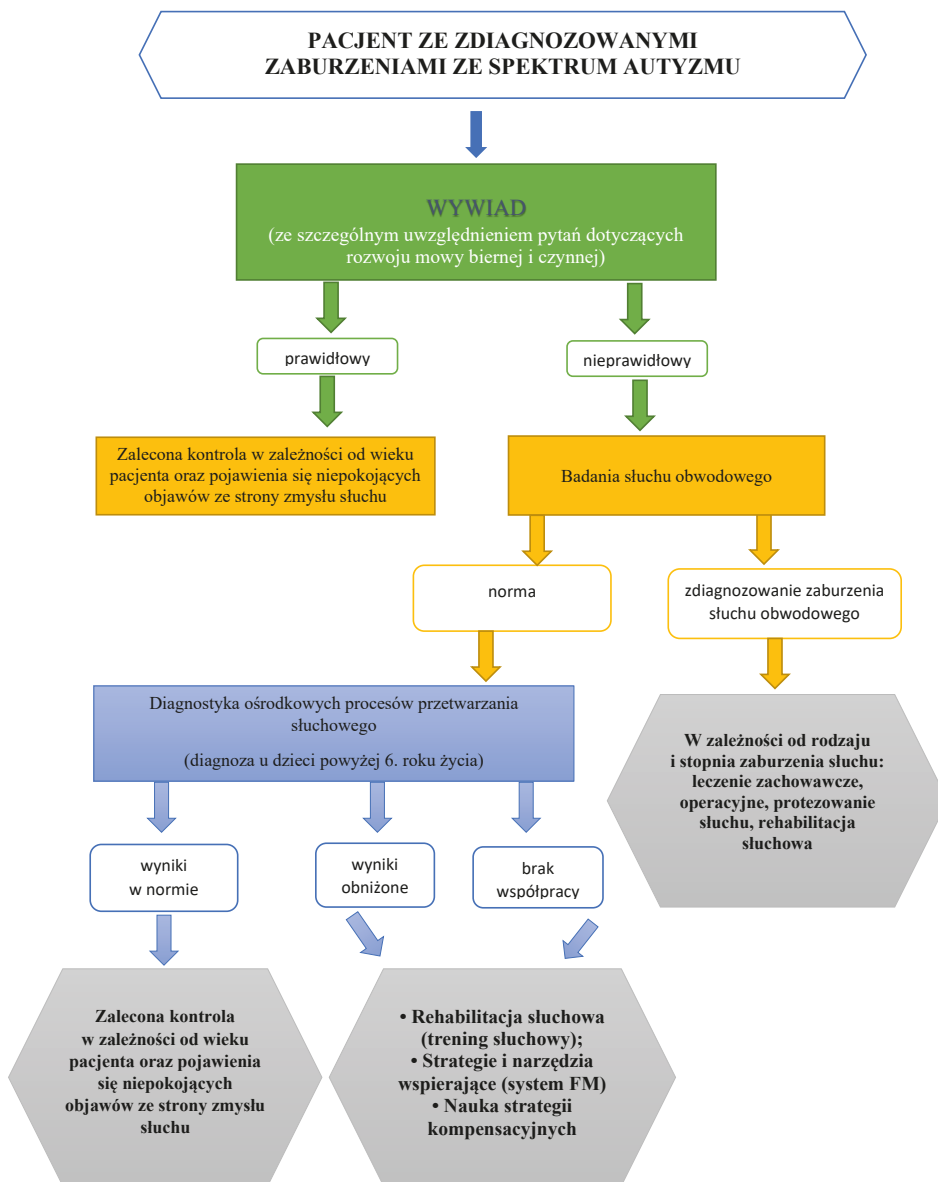 PACJENT ZE ZDIAGNOZOWANYMI
ZABURZENIAMI ZE SPEKTRUM AUTYZMU
WYWIAD
(ze szczególnym uwzględnieniem pytań dotyczących
rozwoju mowy biernej i czynnej)
prawidłowy
nieprawidłowy
Zalecona kontrola w zależności od wieku
pacjenta oraz pojawienia się niepokojących
objawów ze strony zmysłu słuchu
Badania słuchu obwodowego
norma
zdiagnozowanie zaburzenia
słuchu obwodowego
Diagnostyka ośrodkowych procesów przetwarzania
słuchowego
(diagnoza u dzieci powyżej 6. roku życia)
W zależności od rodzaju
i stopnia zaburzenia słuchu:
leczenie zachowawcze,
operacyjne, protezowanie
słuchu, rehabilitacja
słuchowa
wyniki
w normie
wyniki
obniżone
brak
współpracy
Zalecona kontrola
w zależności od wieku
pacjenta oraz pojawienia
się niepokojących
objawów ze strony zmysłu
słuchu
• Rehabilitacja słuchowa
(trening słuchowy);
• Strategie i narzędzia
wspierające (system FM)
• Nauka strategii
kompensacyjnych